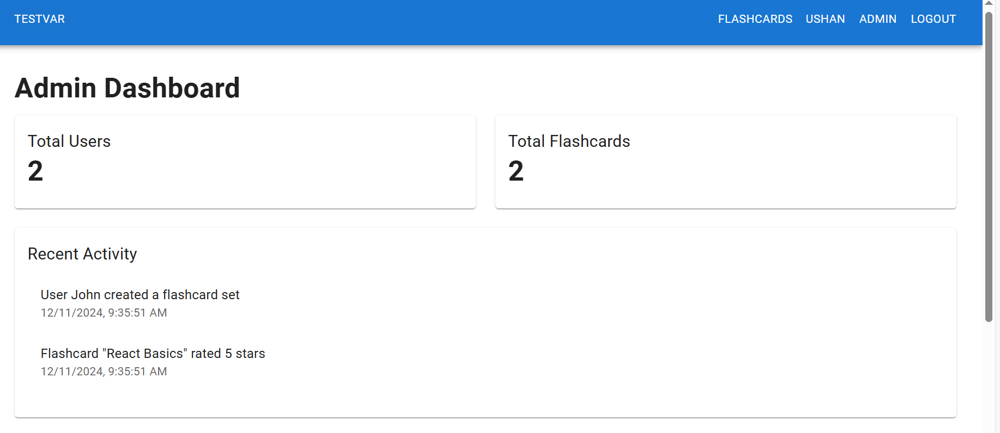 TESTVAR
FLASHCARDS USHAN ADMIN LOGOUT
Admin Dashboard
Total Users
2
Total Flashcards
2
Recent Activity
User John created a flashcard set
12/11/2024, 9:35:51 AM
Flashcard "React Basics" rated 5 stars
12/11/2024, 9:35:51 AM